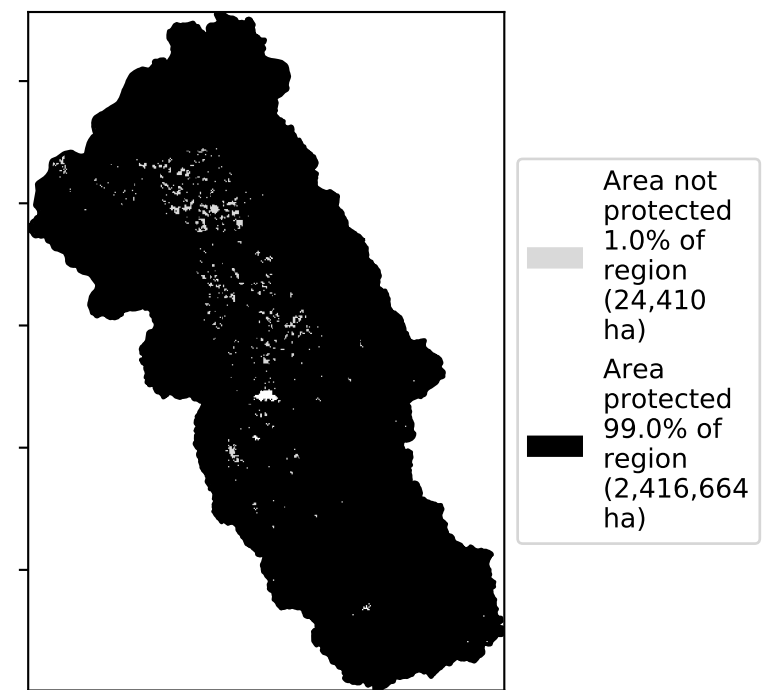 Area not
protected
1.0% of
region
(24,410
ha)
Area
protected
99.0% of
region
(2,416,664
ha)